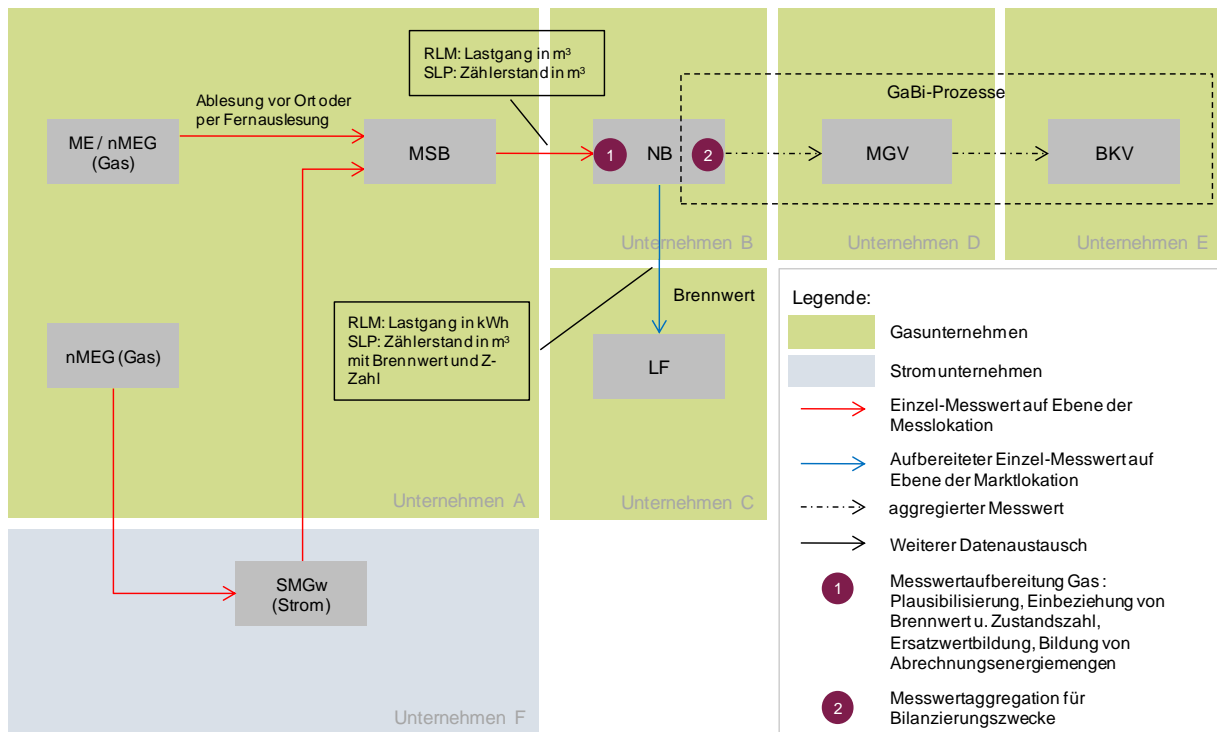 RLM: Lastgang in m³
SLP: Zählerstand in m³
GaBi-Prozesse
Ablesung vor Ort oder
per Fernauslesung
ME / nMEG
(Gas)
MSB
1
NB
2
MGV
BKV
Unternehmen B
Unternehmen D
Unternehmen E
Brennwert
RLM: Lastgang in kWh
SLP: Zählerstand in m³
mit Brennwert und Z-
Zahl
nMEG (Gas)
LF
Unternehmen A
Unternehmen C
SMGw
(Strom)
Unternehmen F
Legende:
Gasunternehmen
Stromunternehmen
Einzel-Messwert auf Ebene der
Messlokation
Aufbereiteter Einzel-Messwert auf
Ebene der Marktlokation
aggregierter Messwert
Weiterer Datenaustausch
1
Messwertaufbereitung Gas :
Plausibilisierung, Einbeziehung von
Brennwert u. Zustandszahl,
Ersatzwertbildung, Bildung von
Abrechnungsenergiemengen
2
Messwertaggregation für
Bilanzierungszwecke